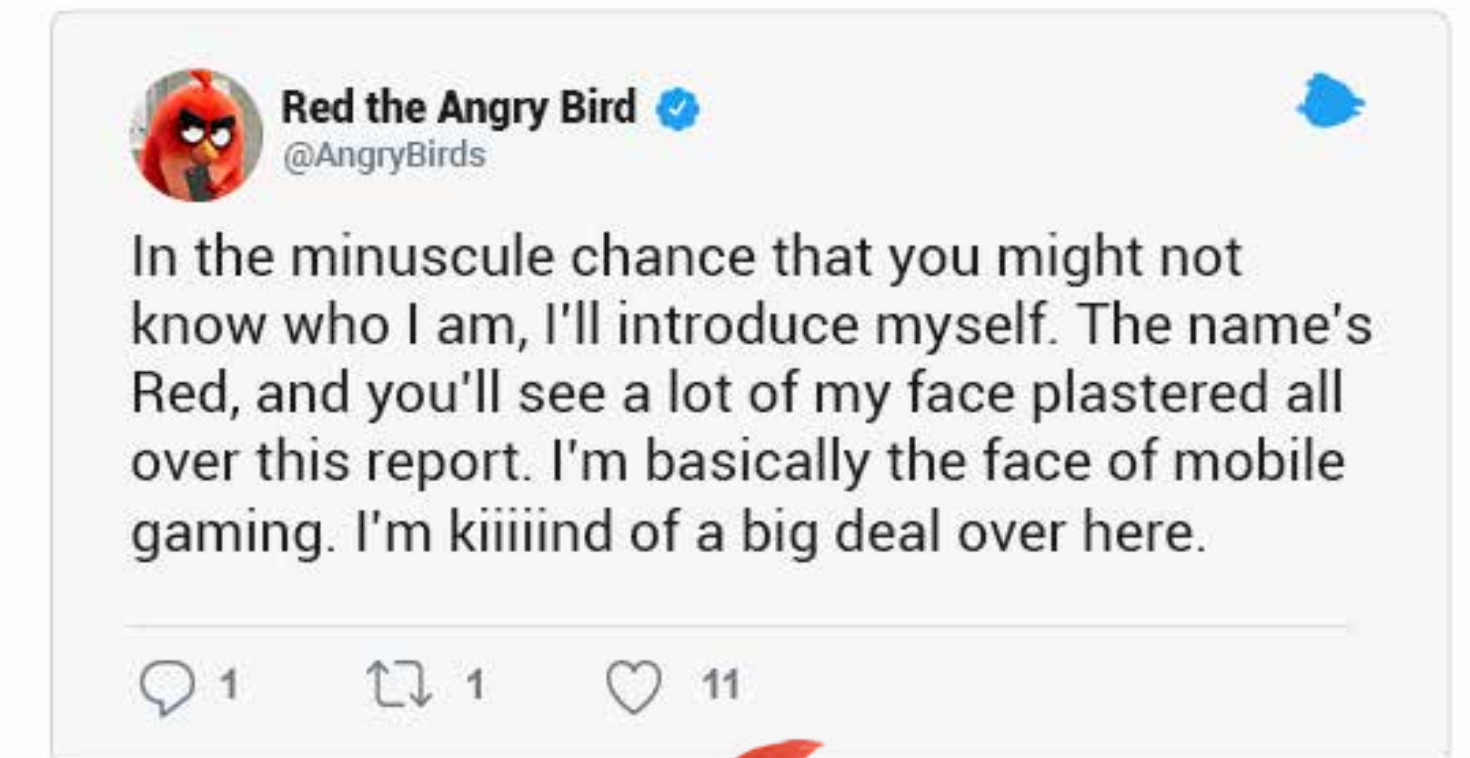 Red the Angry Bird
@AngryBirds
In the minuscule chance that you might not
know who I am, I'll introduce myself. The name's
Red, and you'll see a lot of my face plastered all
over this report. I'm basically the face of mobile
gaming. I'm kiiiiind of a big deal over here.
1 1 11